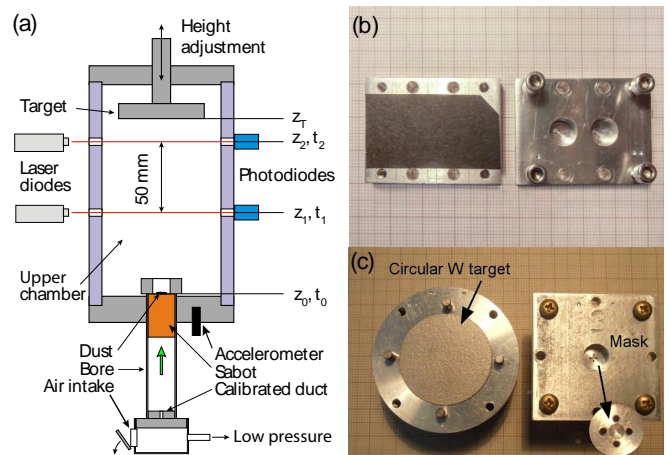 (a)
Height
adjustment
Target
z_T
z_2, t_2
Laser
diodes
50 mm
Photodiodes
z_1, t_1
Upper
chamber
z_0, t_0
Dust
Bore
Air intake
Accelerometer
Sabot
Calibrated duct
Low pressure
(b)
(c)
Circular W target
Mask